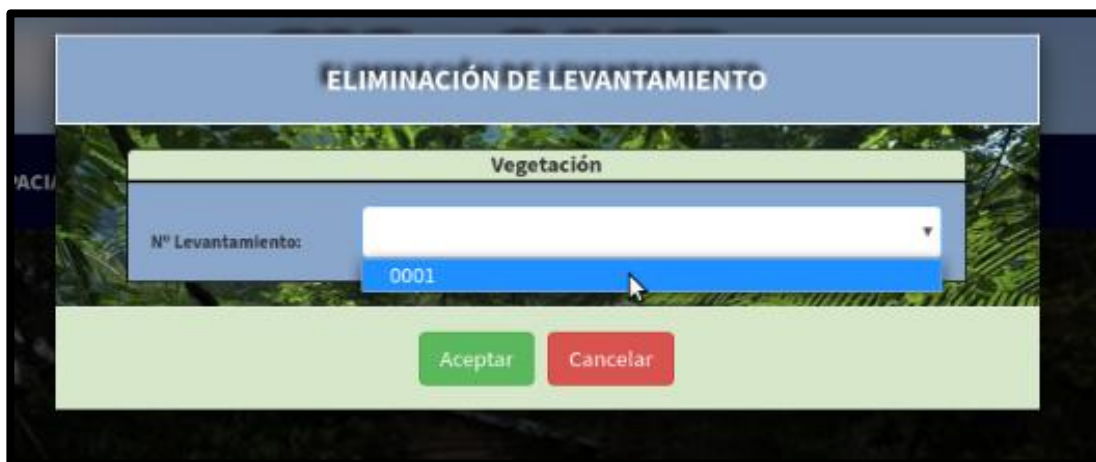 ELIMINACIÓN DE LEVANTAMIENTO
Vegetación
Nº Levantamiento:
0001
Aceptar Cancelar